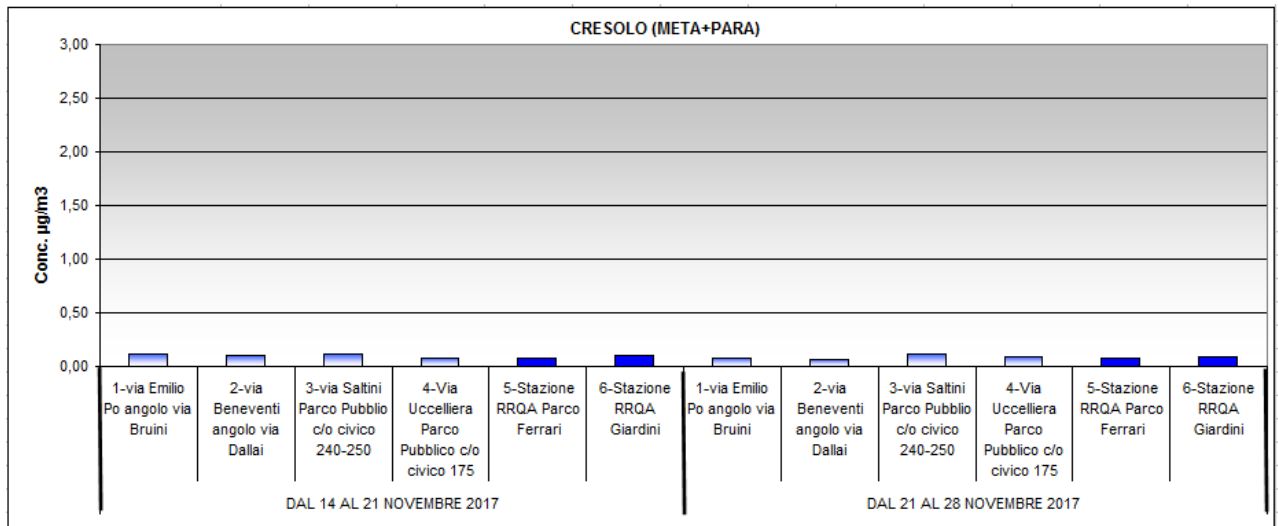 CRESOLO (META+PARA)
Conc. µg/m3
3,00
2,50
2,00
1,50
1,00
0,50
0,00
1-via Emilio
Po angolo via
Bruini
2-via
Beneventi
angolo via
Dallai
3-via Saltini
Parco Pubblio
c/o civico
240-250
4-Via
Uccelliera
Parco
Pubblico c/o
civico 175
5-Stazione
RRQA Parco
Ferrari
6-Stazione
RRQA
Giardini
1-via Emilio
Po angolo via
Bruini
2-via
Beneventi
angolo via
Dallai
3-via Saltini
Parco Pubblio
c/o civico
240-250
4-Via
Uccelliera
Parco
Pubblico c/o
civico 175
5-Stazione
RRQA Parco
Ferrari
6-Stazione
RRQA
Giardini
DAL 14 AL 21 NOVEMBRE 2017
DAL 21 AL 28 NOVEMBRE 2017